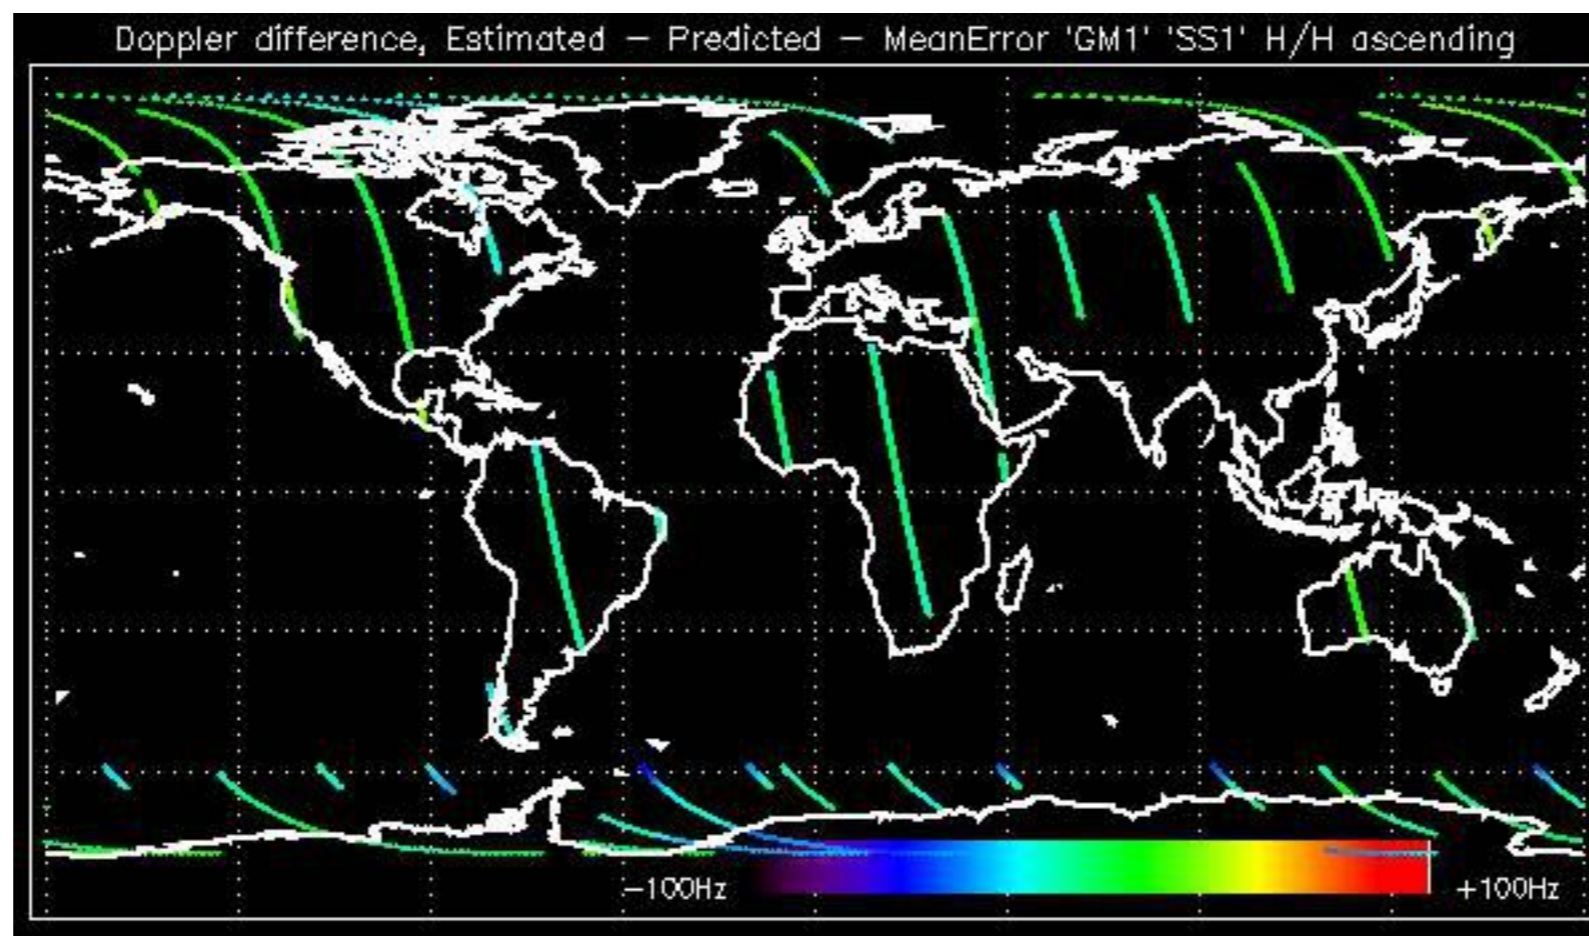 Doppler difference, Estimated – Predicted – MeanError 'GM1' 'SS1' H/H ascending
–100Hz +100Hz